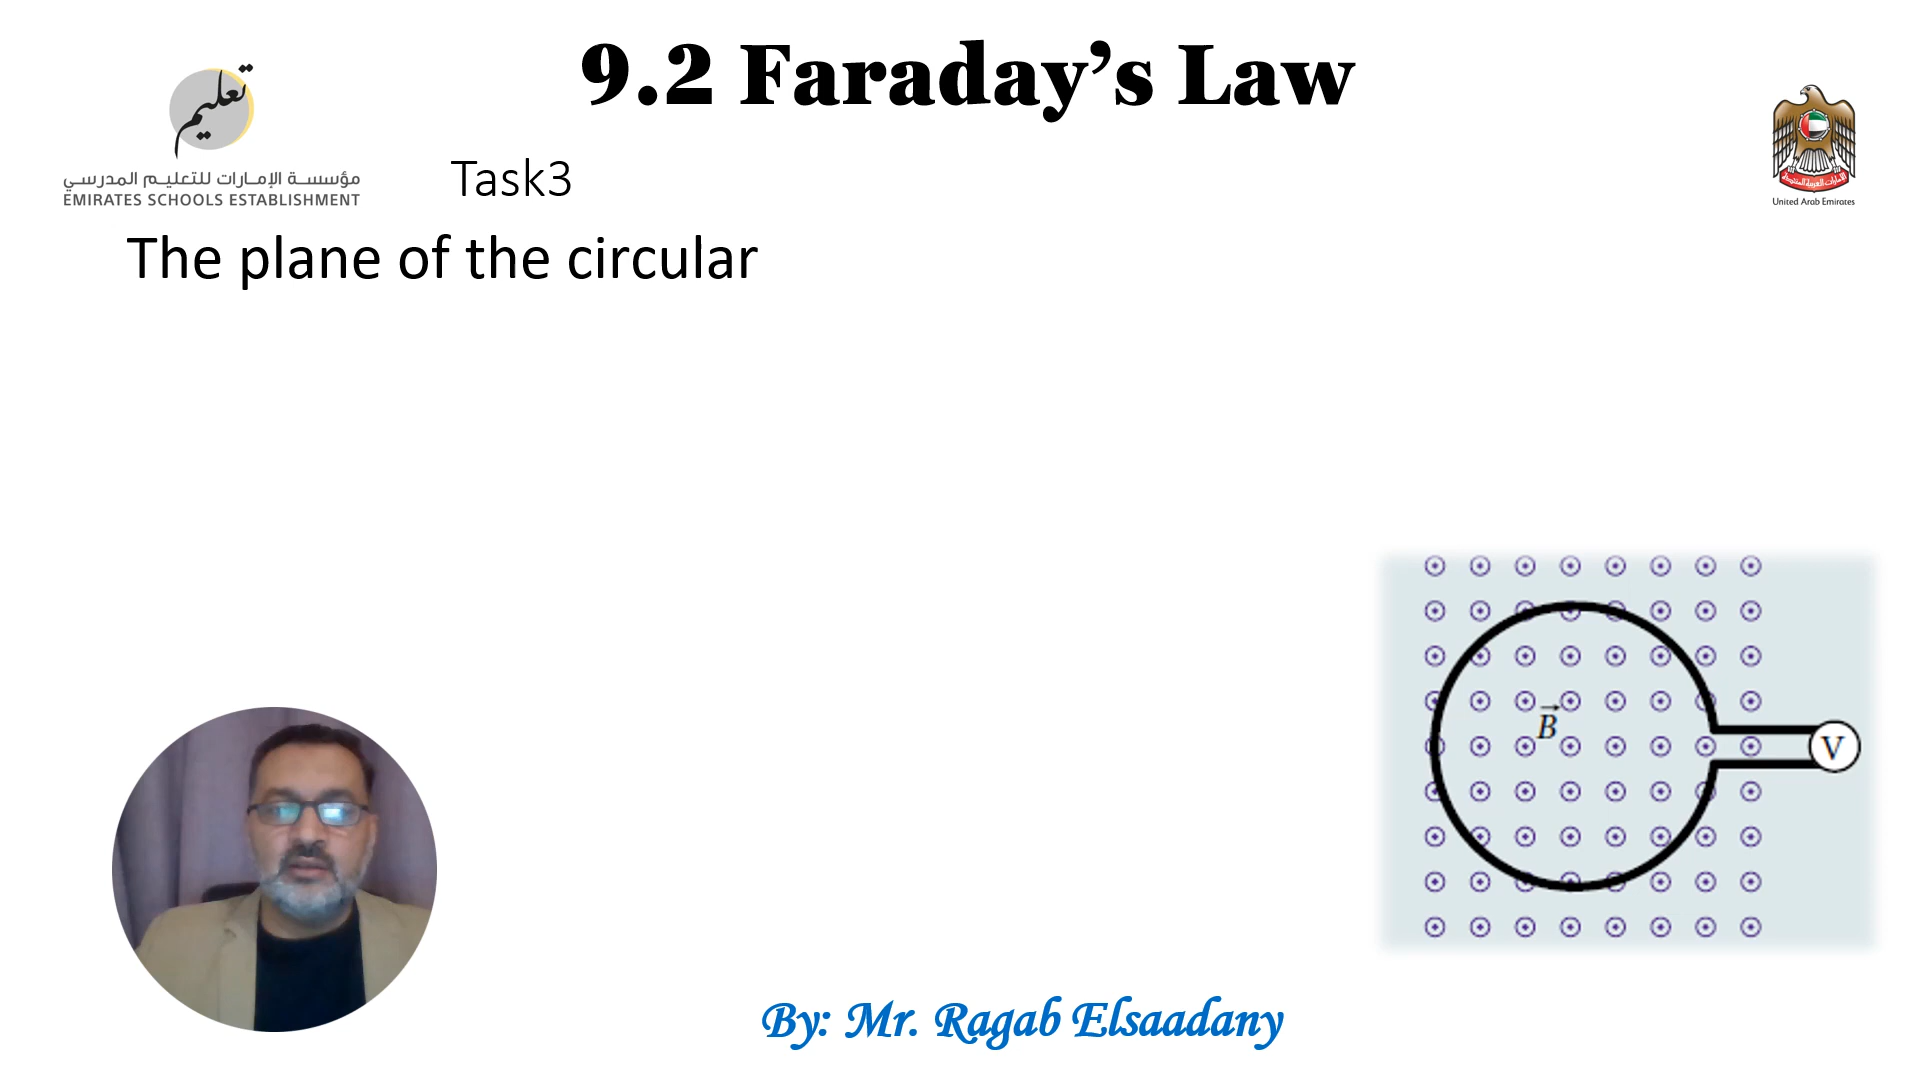 9.2 Faraday’s Law
تعليم
مؤسسة الإمارات للتعليم المدرسي
EMIRATES SCHOOLS ESTABLISHMENT
Task3
United Arab Emirates
The plane of the circular
B
V
By: Mr. Ragab Elsaadany